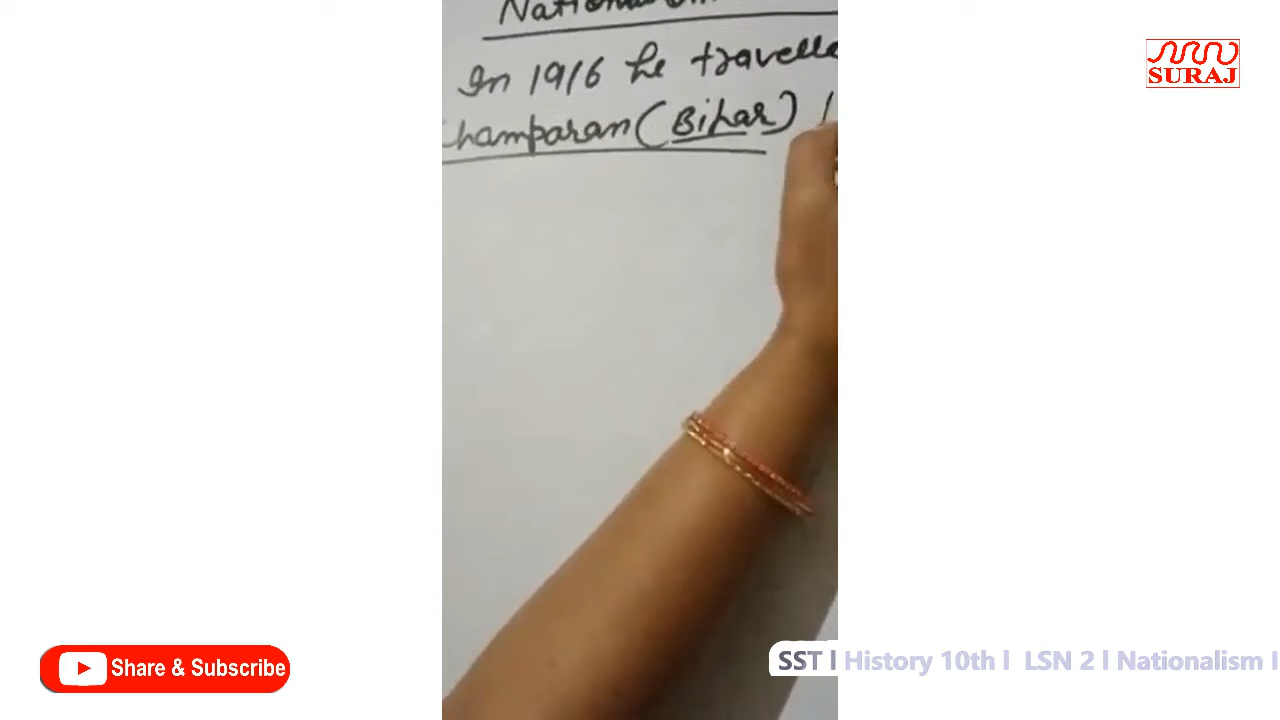 In 1916 he travelle
Champaran (Bihar)
SURAJ
Share & Subscribe
SST l History 10th l LSN 2 l Nationalism I